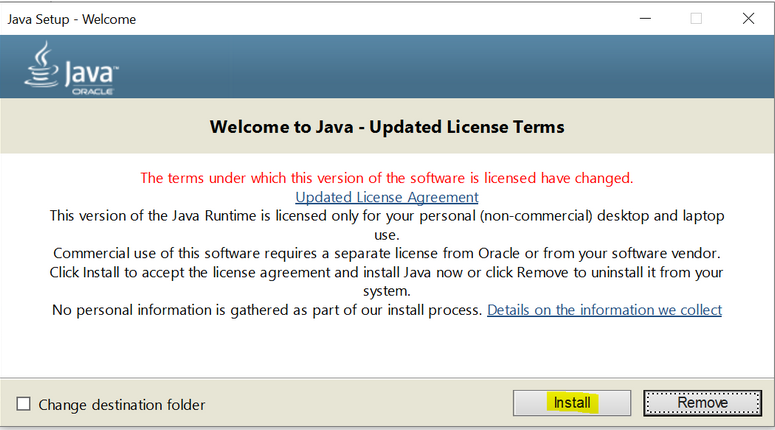 Java Setup - Welcome
Java™
ORACLE
Welcome to Java - Updated License Terms
The terms under which this version of the software is licensed have changed.
Updated License Agreement
This version of the Java Runtime is licensed only for your personal (non-commercial) desktop and laptop
use.
Commercial use of this software requires a separate license from Oracle or from your software vendor.
Click Install to accept the license agreement and install Java now or click Remove to uninstall it from your
system.
No personal information is gathered as part of our install process. Details on the information we collect
Change destination folder
Install
Remove